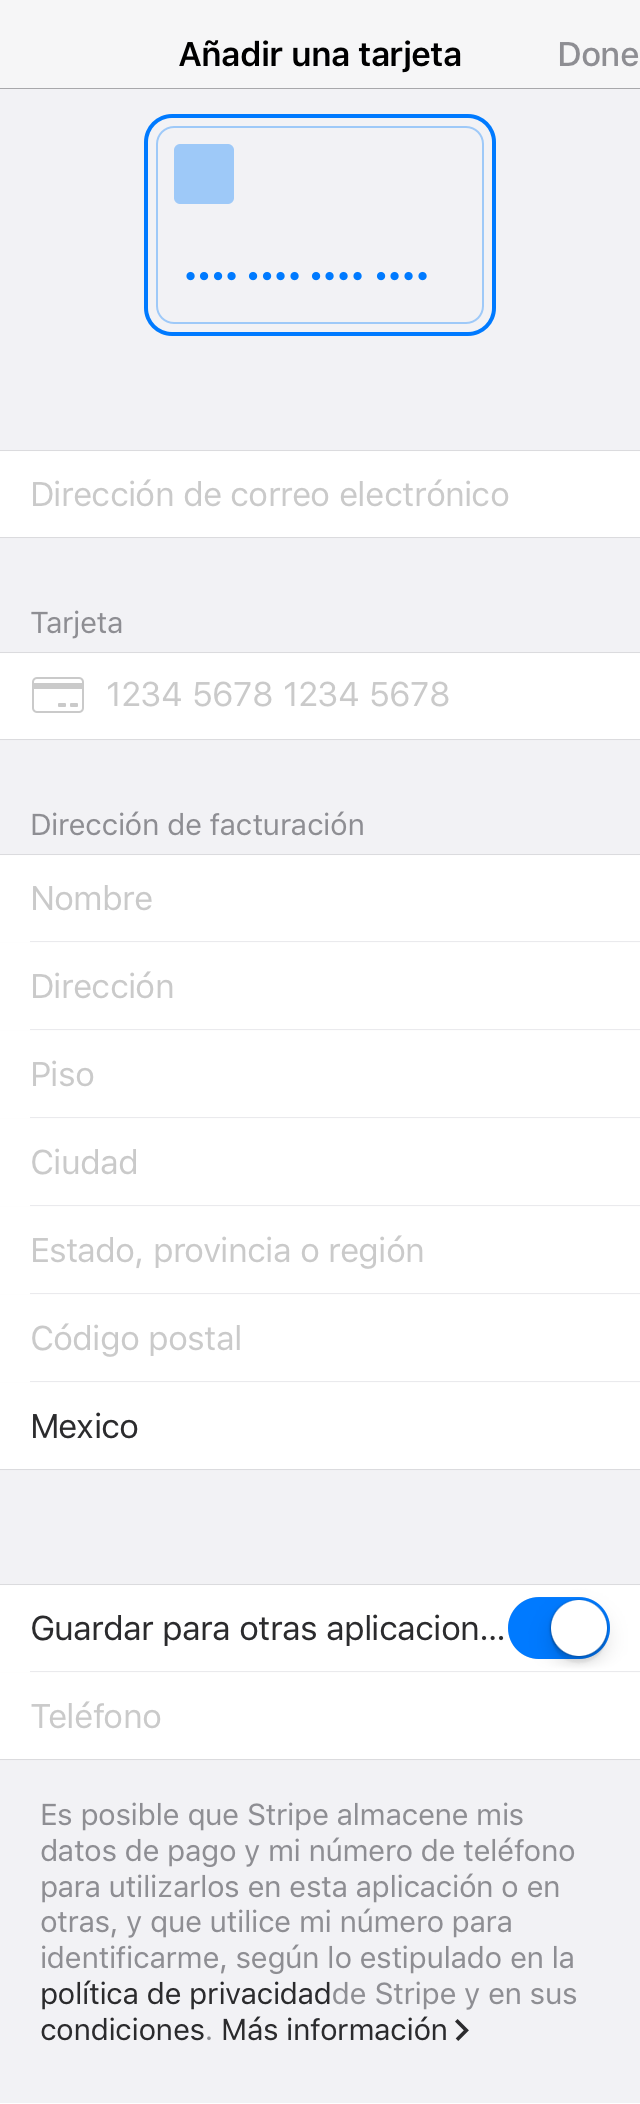 Añadir una tarjeta
Done
•••• •••• •••• ••••
Dirección de correo electrónico
Tarjeta
1234 5678 1234 5678
Dirección de facturación
Nombre
Dirección
Piso
Ciudad
Estado, provincia o región
Código postal
Mexico
Guardar para otras aplicacion...
Teléfono
Es posible que Stripe almacene mis
datos de pago y mi número de teléfono
para utilizarlos en esta aplicación o en
otras, y que utilice mi número para
identificarme, según lo estipulado en la
política de privacidadde Stripe y en sus
condiciones. Más información